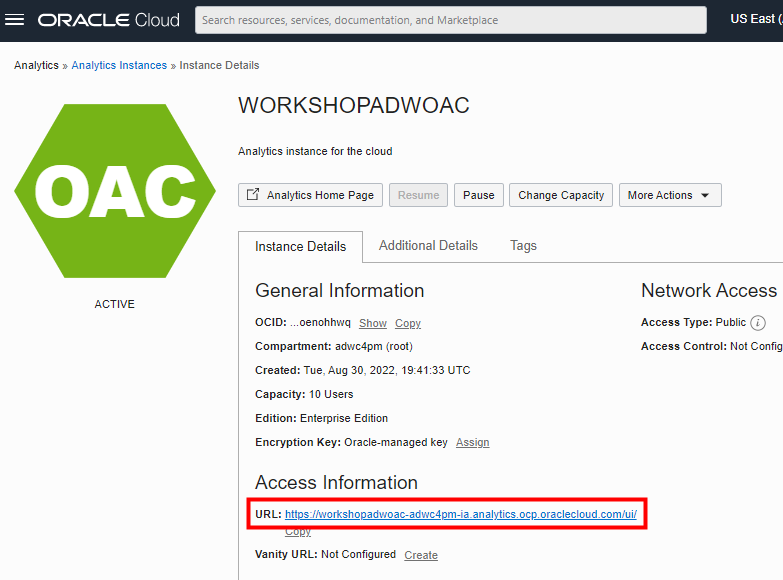 ORACLE Cloud
Search resources, services, documentation, and Marketplace
US East (
Analytics » Analytics Instances » Instance Details
OAC
ACTIVE
WORKSHOPADWOAC
Analytics instance for the cloud
Analytics Home Page
Resume
Pause
Change Capacity
More Actions
Instance Details
Additional Details
Tags
General Information
OCID: ...oenohhwq Show Copy
Compartment: adwc4pm (root)
Created: Tue, Aug 30, 2022, 19:41:33 UTC
Capacity: 10 Users
Edition: Enterprise Edition
Encryption Key: Oracle-managed key Assign
Network Access
Access Type: Public i
Access Control: Not Config
Access Information
URL: https://workshopadwoac-adwc4pm-ia.analytics.ocp.oraclecloud.com/ui/
Copy
Vanity URL: Not Configured Create